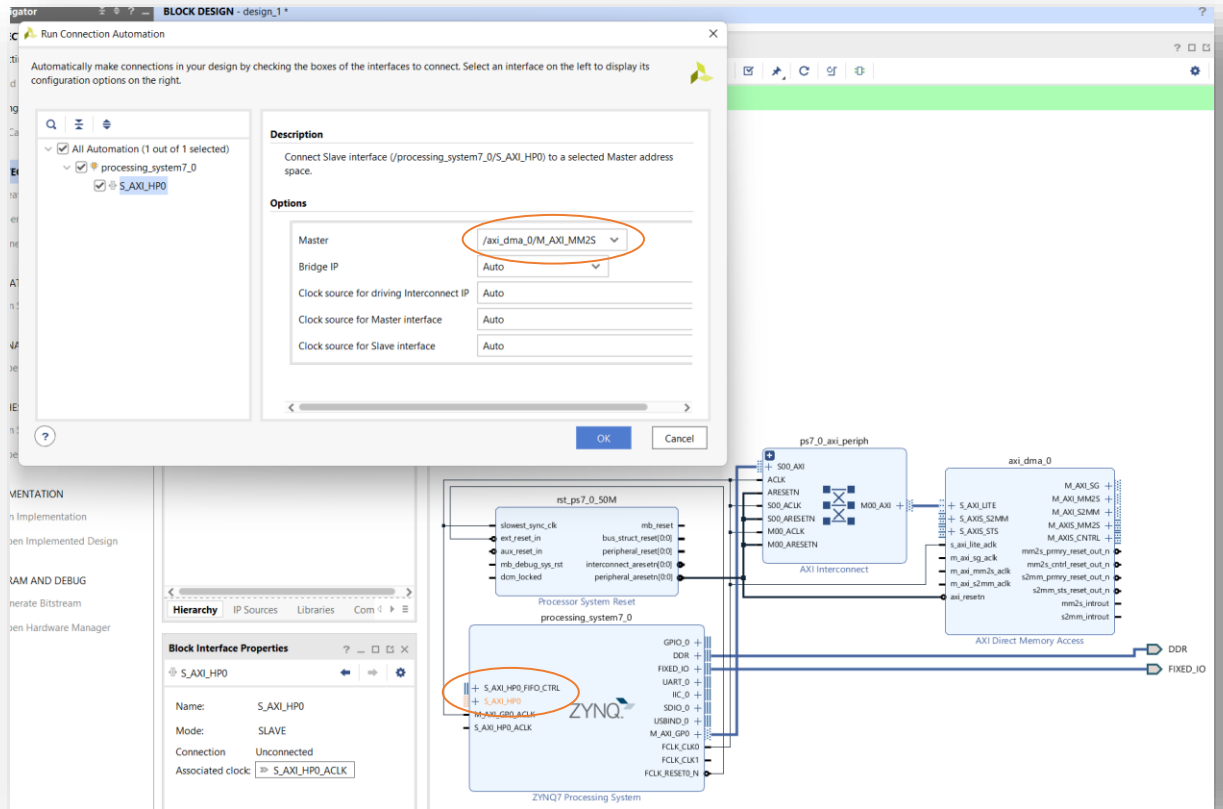 igator
BLOCK DESIGN - design_1 *
Run Connection Automation
Automatically make connections in your design by checking the boxes of the interfaces to connect. Select an interface on the left to display its
configuration options on the right.
All Automation (1 out of 1 selected)
processing_system7_0
S_AXI_HP0
Description
Connect Slave interface (/processing_system7_0/S_AXI_HP0) to a selected Master address
space.
Options
Master
/axi_dma_0/M_AXI_MM2S
Bridge IP
Auto
Clock source for driving Interconnect IP
Auto
Clock source for Master interface
Auto
Clock source for Slave interface
Auto
OK
Cancel
MENTATION
n Implementation
pen Implemented Design
RAM AND DEBUG
nerate Bitstream
pen Hardware Manager
Hierarchy
IP Sources
Libraries
Com
Block Interface Properties
S_AXI_HP0
Name:
S_AXI_HP0
Mode:
SLAVE
Connection
Unconnected
Associated clock:
S_AXI_HP0_ACLK
rst_ps7_0_50M
slowest_sync_clk
ext_reset_in
aux_reset_in
mb_debug_sys_rst
dcm_locked
mb_reset
bus_struct_reset[0:0]
peripheral_reset[0:0]
interconnect_aresetn[0:0]
peripheral_aresetn[0:0]
Processor System Reset
processing_system7_0
S_AXI_HP0_FIFO_CTRL
S_AXI_HP0
M_AXI_GP0_ACLK
S_AXI_HP0_ACLK
ZYNQ
GPIO_0
DDR
FIXED_IO
UART_0
IIC_0
SDIO_0
USBIND_0
M_AXI_GP0
FCLK_CLK0
FCLK_CLK1
FCLK_RESET0_N
ZYNQ7 Processing System
ps7_0_axi_periph
S00_AXI
ACLK
ARESETN
S00_ACLK
S00_ARESETN
M00_ACLK
M00_ARESETN
M00_AXI
AXI Interconnect
axi_dma_0
S_AXI_LITE
S_AXIS_S2MM
S_AXIS_STS
s_axi_lite_aclk
m_axi_sg_aclk
m_axi_mm2s_aclk
m_axi_s2mm_aclk
axi_resetn
M_AXI_SG
M_AXI_MM2S
M_AXI_S2MM
M_AXIS_MM2S
M_AXIS_CNTRL
mm2s_prmry_reset_out_n
mm2s_cntrl_reset_out_n
s2mm_prmry_reset_out_n
s2mm_sts_reset_out_n
mm2s_introut
s2mm_introut
AXI Direct Memory Access
DDR
FIXED_IO